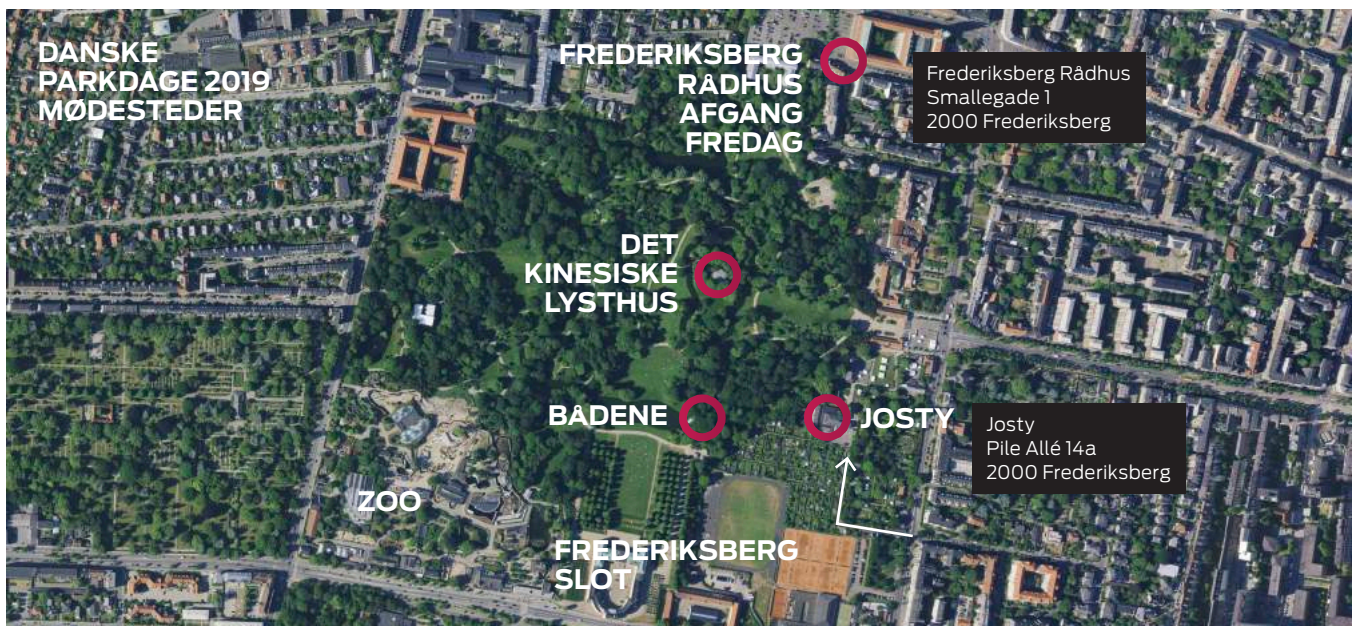 DANSKE
PARKDAGE 2019
MØDESTEDER
FREDERIKSBERG
RÅDHUS
AFGANG
FREDAG
Frederiksberg Rådhus
Smallegade 1
2000 Frederiksberg
DET
KINESISKE
LYSTHUS
BÅDENE
JOSTY
Josty
Pile Allé 14a
2000 Frederiksberg
ZOO
FREDERIKSBERG
SLOT